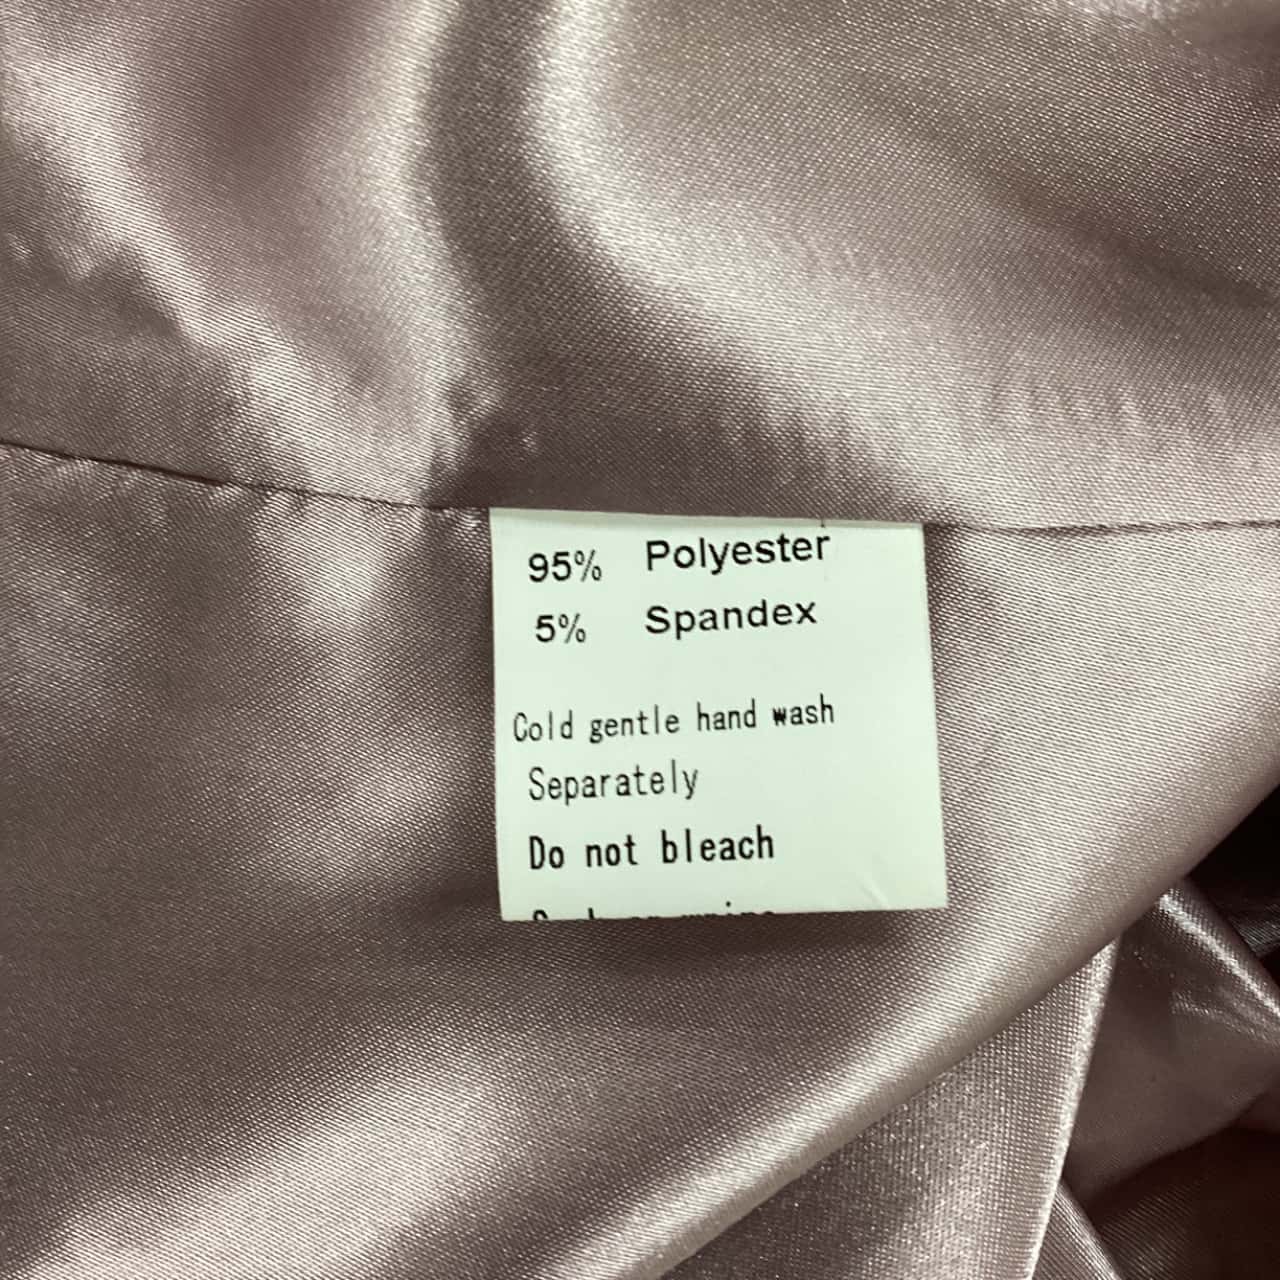 95% Polyester
5% Spandex
Cold gentle hand wash
Separately
Do not bleach